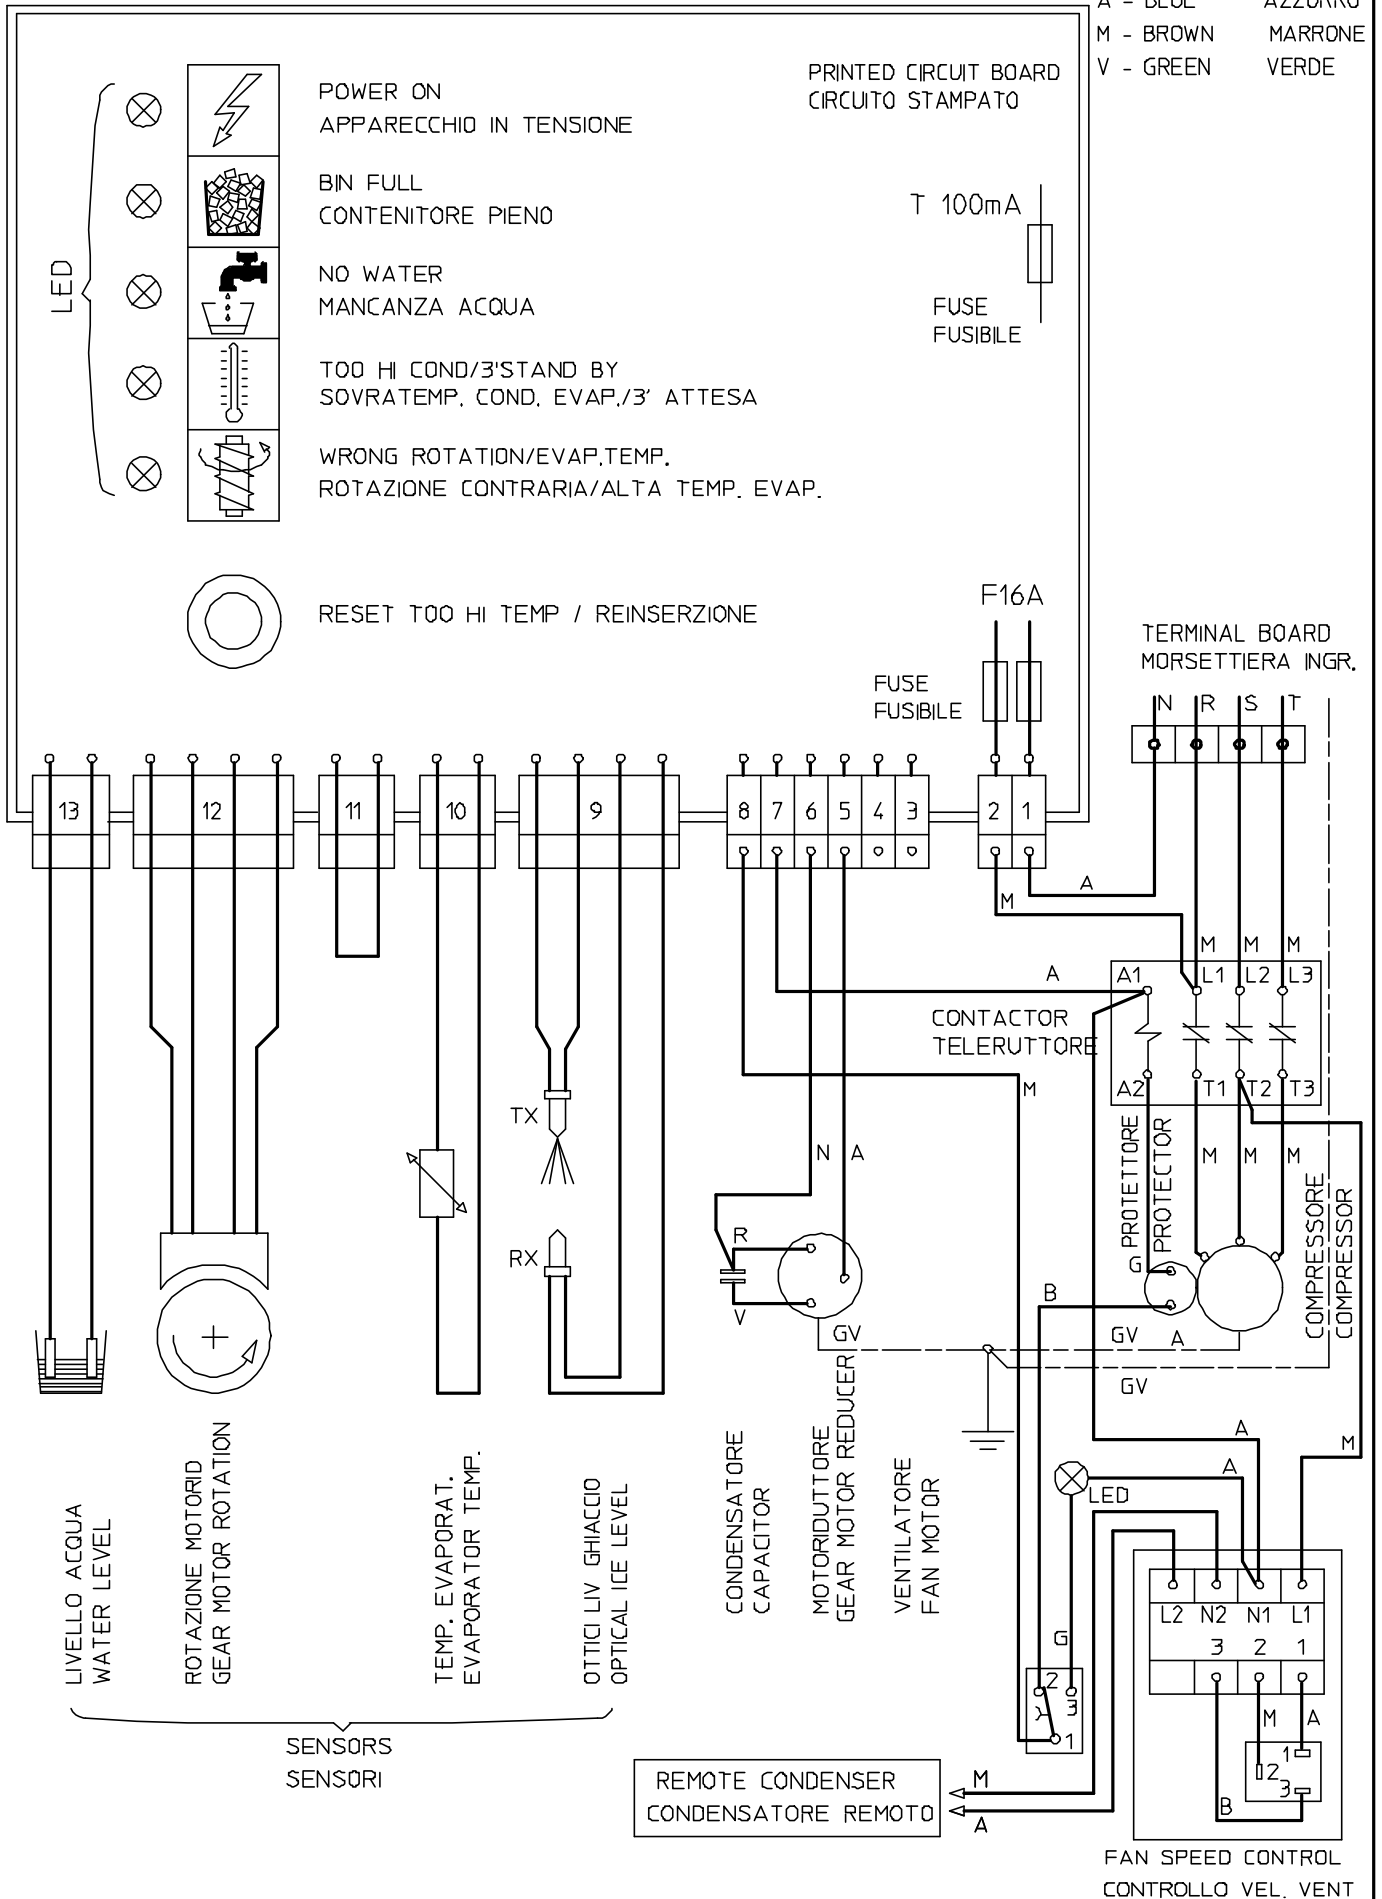 A - BLUE AZZURRO
M - BROWN MARRONE
V - GREEN VERDE
PRINTED CIRCUIT BOARD
CIRCUITO STAMPATO
LED
POWER ON
APPARECCHIO IN TENSIONE
BIN FULL
CONTENITORE PIENO
NO WATER
MANCANZA ACQUA
TOO HI COND/3'STAND BY
SOVRATEMP. COND. EVAP./3' ATTESA
WRONG ROTATION/EVAP.TEMP.
ROTAZIONE CONTRARIA/ALTA TEMP. EVAP.
T 100mA
FUSE
FUSIBILE
RESET TOO HI TEMP / REINSERZIONE
F16A
FUSE
FUSIBILE
TERMINAL BOARD
MORSETTIERA INGR.
N R S T
13 12 11 10 9 8 7 6 5 4 3 2 1
A
M
M M M
A
A1 L1 L2 L3
CONTACTOR
TELERUTTORE
A2 T1 T2 T3
M
TX
RX
N A
R
V
PROTETTORE
PROTECTOR
M M M
COMPRESSORE
COMPRESSOR
G
B
GV
GV A
GV
LIVELLO ACQUA
WATER LEVEL
ROTAZIONE MOTORID
GEAR MOTOR ROTATION
TEMP. EVAPORAT.
EVAPORATOR TEMP.
OTTICI LIV GHIACCIO
OPTICAL ICE LEVEL
CONDENSATORE
CAPACITOR
MOTORIDUTTORE
GEAR MOTOR REDUCER
VENTILATORE
FAN MOTOR
A
M
A
LED
G
L2 N2 N1 L1
3 2 1
2
3
1
M A
1
2
3
B
SENSORS
SENSORI
REMOTE CONDENSER
CONDENSATORE REMOTO
M
A
FAN SPEED CONTROL
CONTROLLO VEL. VENT